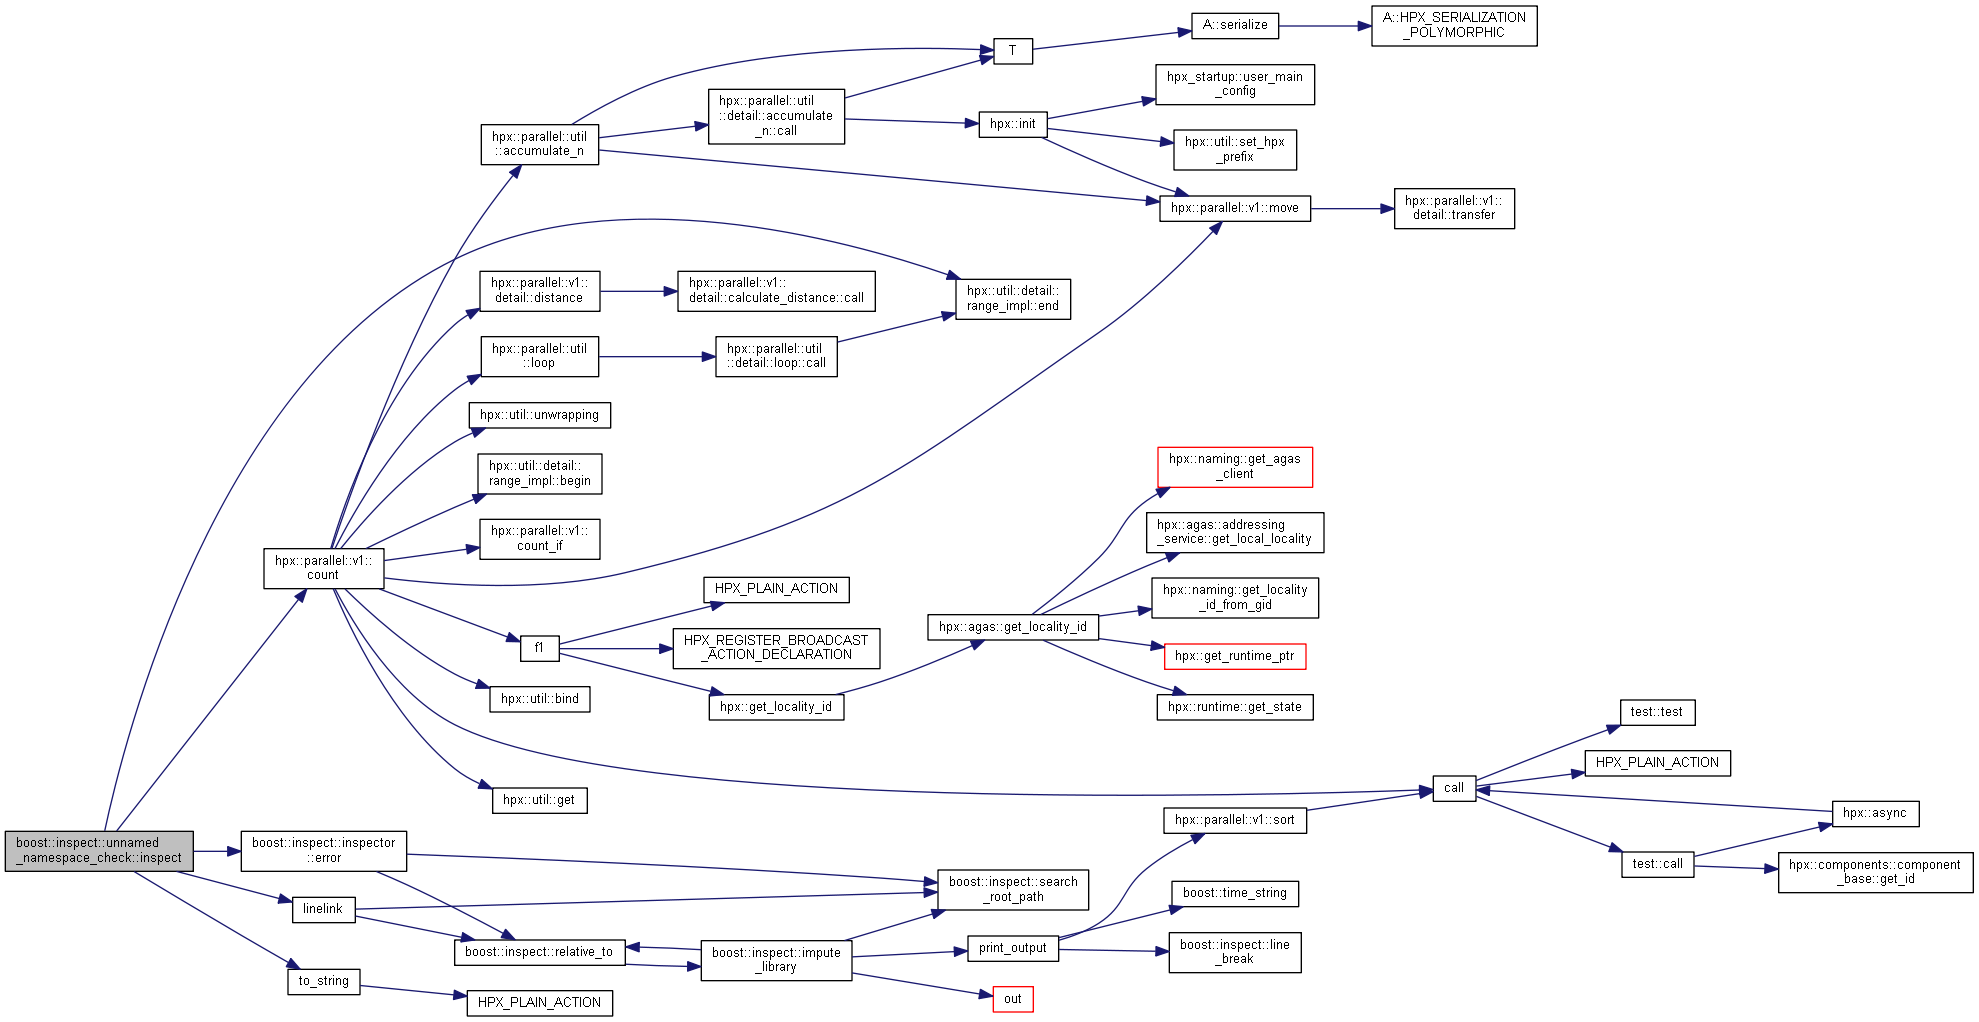 A::serialize
A::HPX_SERIALIZATION
_POLYMORPHIC
T
hpx_startup::user_main
_config
hpx::parallel::util
::detail::accumulate
_n::call
hpx::init
hpx::parallel::util
::accumulate_n
hpx::util::set_hpx
_prefix
hpx::parallel::v1::move
hpx::parallel::v1::
detail::transfer
hpx::parallel::v1::
detail::distance
hpx::parallel::v1::
detail::calculate_distance::call
hpx::util::detail::
range_impl::end
hpx::parallel::util
::loop
hpx::parallel::util
::detail::loop::call
hpx::util::unwrapping
hpx::util::detail::
range_impl::begin
hpx::naming::get_agas
_client
hpx::parallel::v1::
count_if
hpx::agas::addressing
_service::get_local_locality
hpx::parallel::v1::
count
HPX_PLAIN_ACTION
hpx::naming::get_locality
_id_from_gid
f1
HPX_REGISTER_BROADCAST
_ACTION_DECLARATION
hpx::agas::get_locality_id
hpx::get_runtime_ptr
hpx::util::bind
hpx::get_locality_id
hpx::runtime::get_state
test::test
HPX_PLAIN_ACTION
hpx::util::get
call
hpx::async
hpx::parallel::v1::sort
boost::inspect::unnamed
_namespace_check::inspect
boost::inspect::inspector
::error
test::call
hpx::components::component
_base::get_id
boost::inspect::search
_root_path
boost::time_string
linelink
boost::inspect::relative_to
boost::inspect::impute
_library
print_output
boost::inspect::line
_break
to_string
HPX_PLAIN_ACTION
out